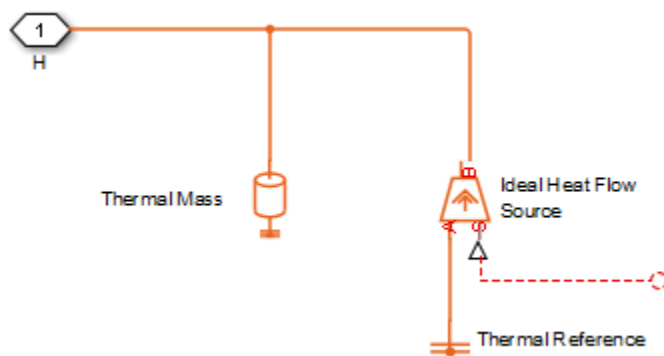 1
H
B
Thermal Mass
Ideal Heat Flow
Source
A
S
Thermal Reference